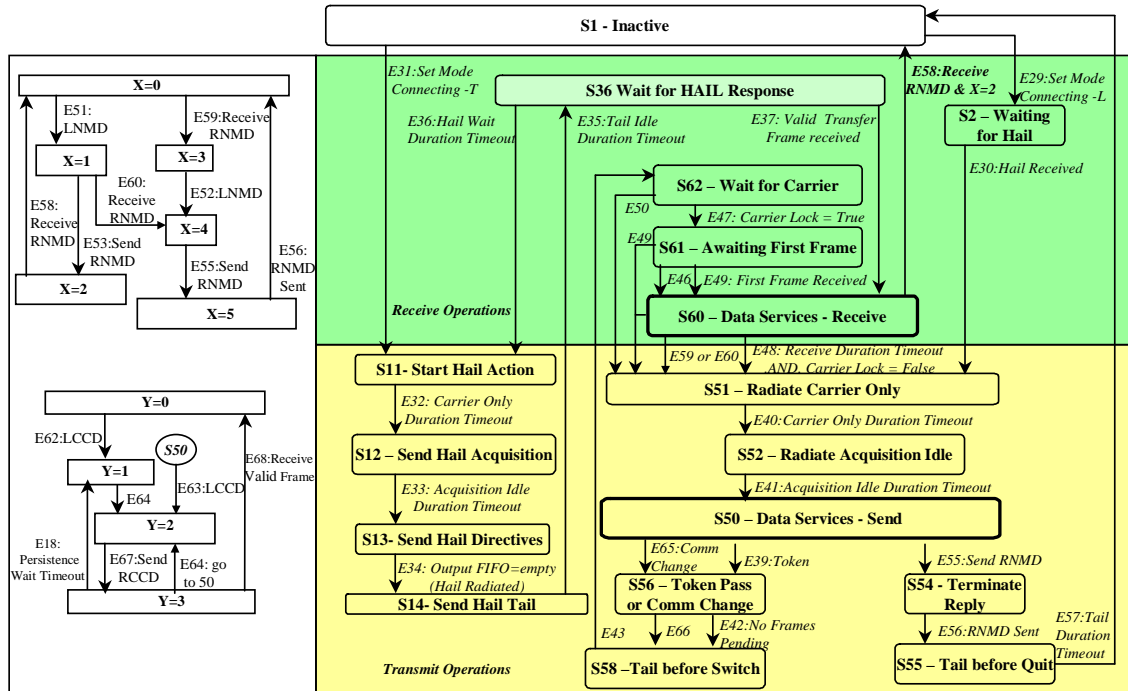 S1 - Inactive
E31:Set Mode
Connecting -T
E58:Receive
RNMD & X=2
E29:Set Mode
Connecting -L
S36 Wait for HAIL Response
E36:Hail Wait
Duration Timeout
E35:Tail Idle
Duration Timeout
E37: Valid Transfer
Frame received
S2 – Waiting
for Hail
E30:Hail Received
S62 – Wait for Carrier
E50
E47: Carrier Lock = True
E49
S61 – Awaiting First Frame
E46
E49: First Frame Received
S60 – Data Services - Receive
Receive Operations
X=0
E51:
LNMD
E59:Receive
RNMD
X=1
X=3
E60:
Receive
RNMD
E52:LNMD
E58:
Receive
RNMD
X=4
E53:Send
RNMD
E55:Send
RNMD
E56:
RNMD
Sent
X=2
X=5
E59 or E60
E48: Receive Duration Timeout
.AND. Carrier Lock = False
S11- Start Hail Action
S51 – Radiate Carrier Only
E32: Carrier Only
Duration Timeout
E40:Carrier Only Duration Timeout
S12 – Send Hail Acquisition
S52 – Radiate Acquisition Idle
E33: Acquisition Idle
Duration Timeout
E41:Acquisition Idle Duration Timeout
S13- Send Hail Directives
S50 – Data Services - Send
E34: Output FIFO=empty
(Hail Radiated)
E65:Comm
Change
E39:Token
E55:Send RNMD
S14- Send Hail Tail
S56 – Token Pass
or Comm Change
S54 - Terminate
Reply
E43
E66
E42:No Frames
Pending
E56:RNMD Sent
E57:Tail
Duration
Timeout
S58 –Tail before Switch
S55 – Tail before Quit
Transmit Operations
Y=0
E62:LCCD
S50
E68:Receive
Valid Frame
Y=1
E64
E63:LCCD
Y=2
E18:
Persistence
Wait Timeout
E67:Send
RCCD
E64: go
to 50
Y=3